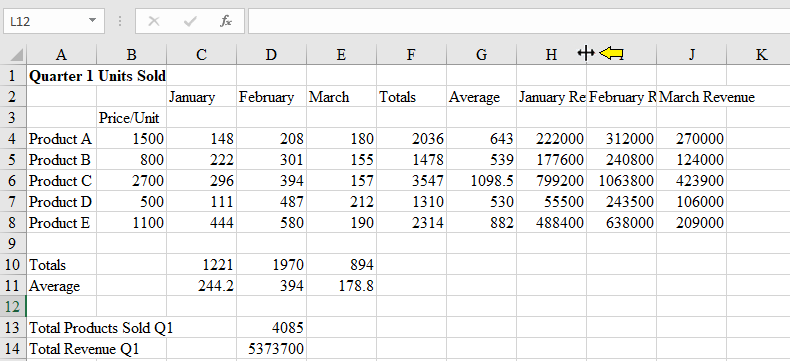 L12 fx
A B C D E F G H I J K
1 Quarter 1 Units Sold
2 January February March Totals Average January Re February R March Revenue
3 Price/Unit
4 Product A 1500 148 208 180 2036 643 222000 312000 270000
5 Product B 800 222 301 155 1478 539 177600 240800 124000
6 Product C 2700 296 394 157 3547 1098.5 799200 1063800 423900
7 Product D 500 111 487 212 1310 530 55500 243500 106000
8 Product E 1100 444 580 190 2314 882 488400 638000 209000
9
10 Totals 1221 1970 894
11 Average 244.2 394 178.8
12
13 Total Products Sold Q1 4085
14 Total Revenue Q1 5373700